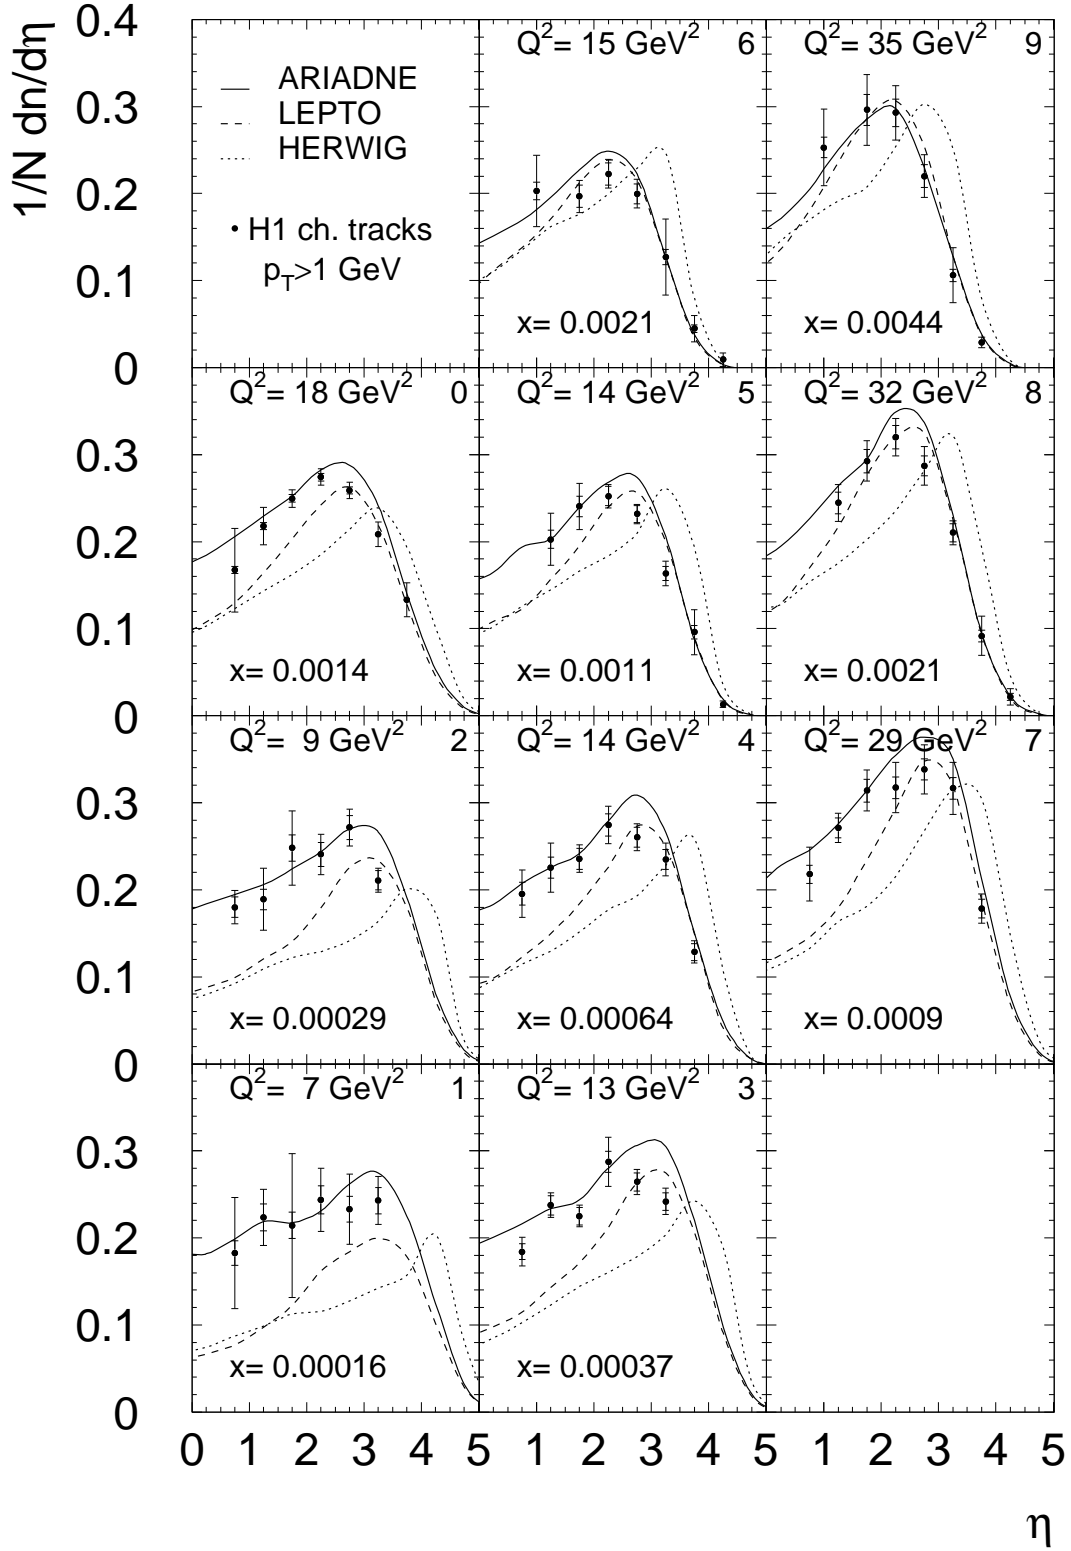 1/N dn/dη
0.4
0.3
0.2
0.1
0
ARIADNE
LEPTO
HERWIG
• H1 ch. tracks
p_T>1 GeV
Q²= 15 GeV² 6
x= 0.0021
Q²= 35 GeV² 9
x= 0.0044
0.3
0.2
0.1
0
Q²= 18 GeV² 0
x= 0.0014
Q²= 14 GeV² 5
x= 0.0011
Q²= 32 GeV² 8
x= 0.0021
0.3
0.2
0.1
0
Q²= 9 GeV² 2
x= 0.00029
Q²= 14 GeV² 4
x= 0.00064
Q²= 29 GeV² 7
x= 0.0009
0.3
0.2
0.1
0
Q²= 7 GeV² 1
x= 0.00016
Q²= 13 GeV² 3
x= 0.00037
0 1 2 3 4 5 1 2 3 4 5 1 2 3 4 5
η